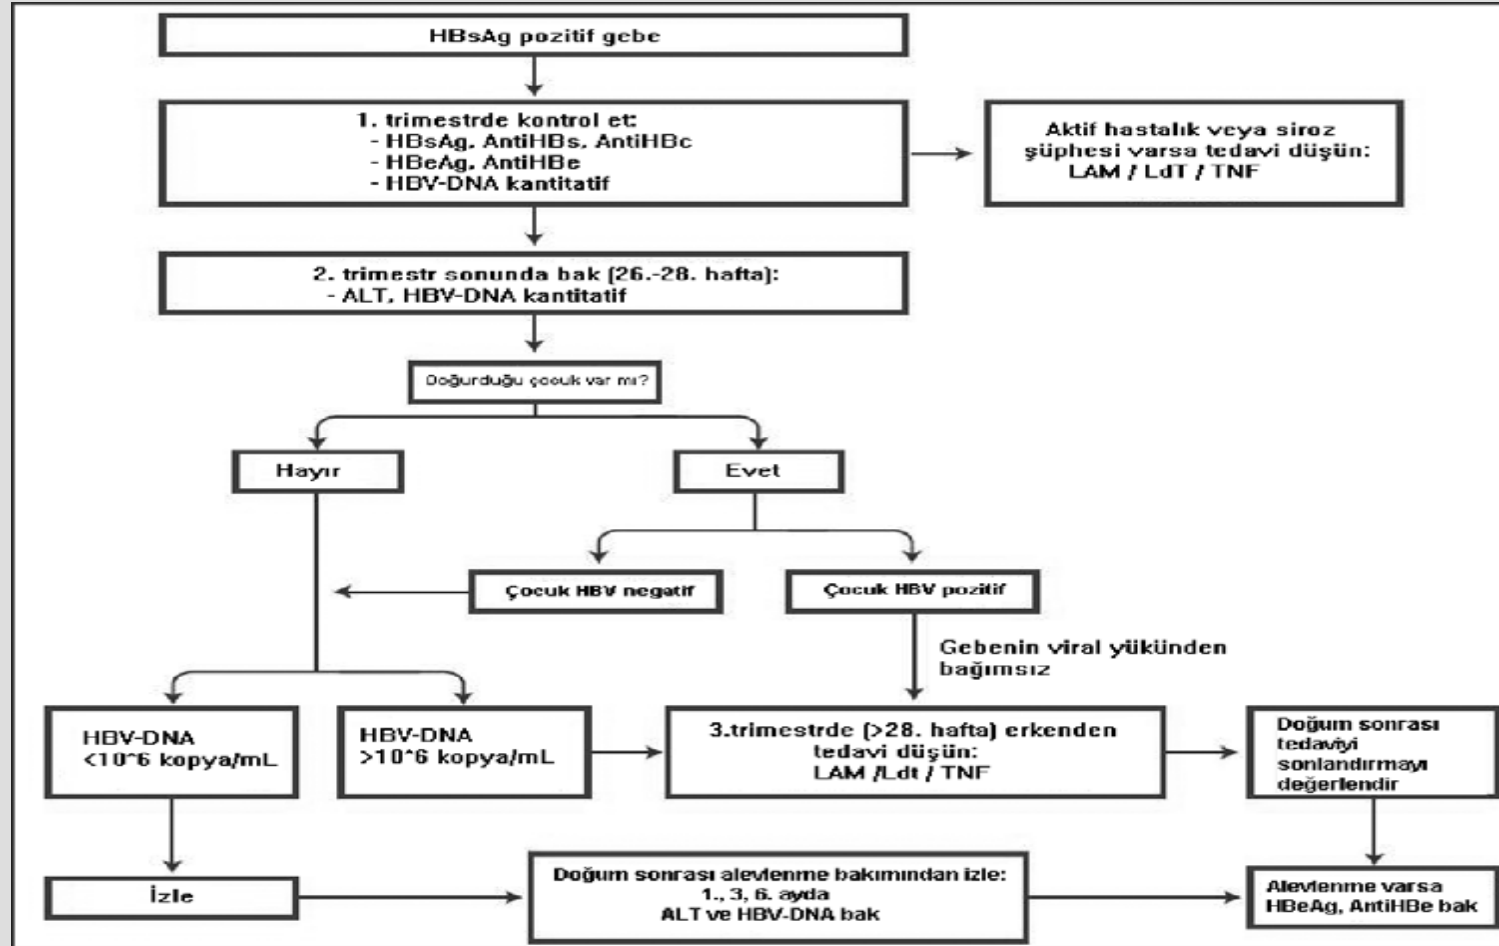 HBsAg pozitif gebe
1. trimestrde kontrol et:
- HBsAg, AntiHBs, AntiHBc
- HBeAg, AntiHBe
- HBV-DNA kantitatif
Aktif hastalık veya siroz
şüphesi varsa tedavi düşün:
LAM / LdT / TNF
2. trimestr sonunda bak (26.-28. hafta):
- ALT, HBV-DNA kantitatif
Doğurduğu çocuk var mı?
Hayır
Evet
Çocuk HBV negatif
Çocuk HBV pozitif
Gebenin viral yükünden
bağımsız
HBV-DNA
<10^6 kopya/mL
HBV-DNA
>10^6 kopya/mL
3.trimestrde (>28. hafta) erkenden
tedavi düşün:
LAM /Ldt / TNF
Doğum sonrası
tedaviyi
sonlandırmayı
değerlendir
İzle
Doğum sonrası alevlenme bakımından izle:
1., 3, 6. ayda
ALT ve HBV-DNA bak
Alevlenme varsa
HBeAg, AntiHBe bak